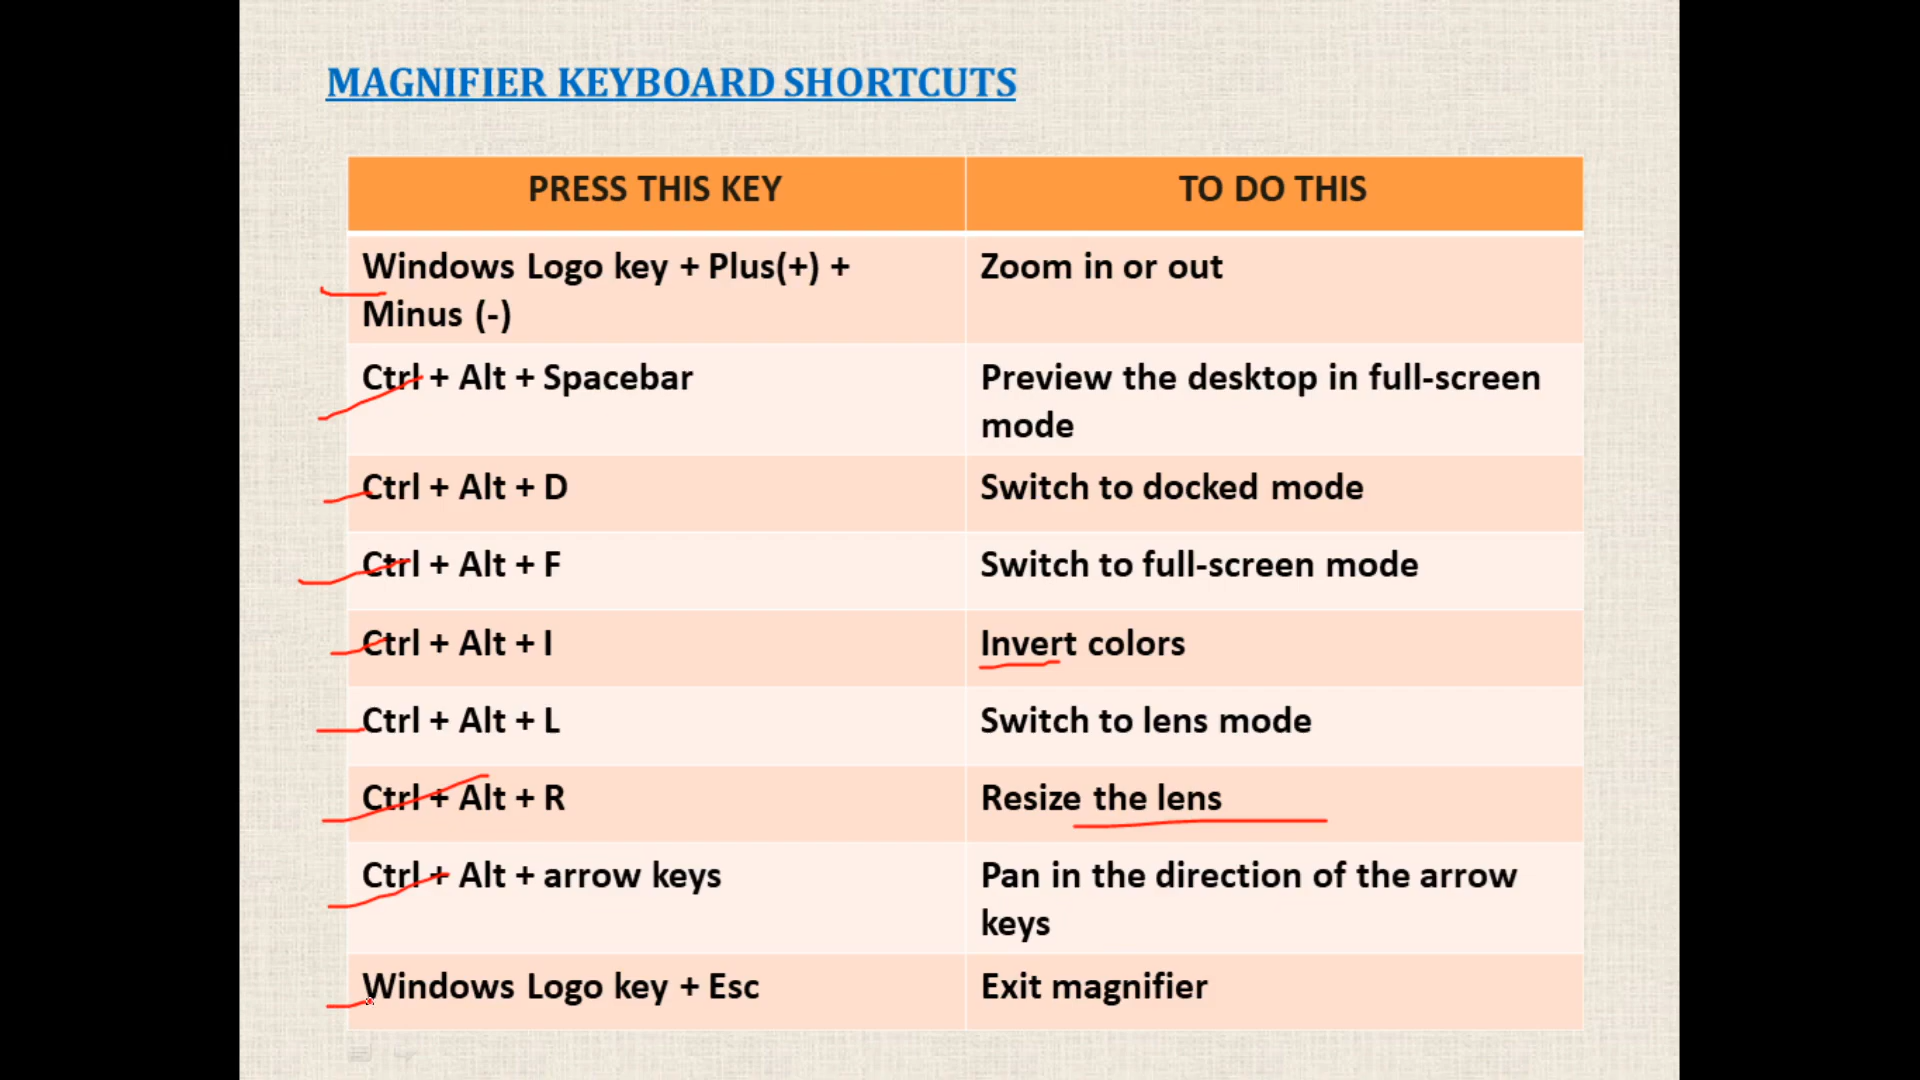 MAGNIFIER KEYBOARD SHORTCUTS
PRESS THIS KEY
TO DO THIS
Windows Logo key + Plus(+) +
Minus (-)
Zoom in or out
Ctrl + Alt + Spacebar
Preview the desktop in full-screen
mode
Ctrl + Alt + D
Switch to docked mode
Ctrl + Alt + F
Switch to full-screen mode
Ctrl + Alt + I
Invert colors
Ctrl + Alt + L
Switch to lens mode
Ctrl + Alt + R
Resize the lens
Ctrl + Alt + arrow keys
Pan in the direction of the arrow
keys
Windows Logo key + Esc
Exit magnifier